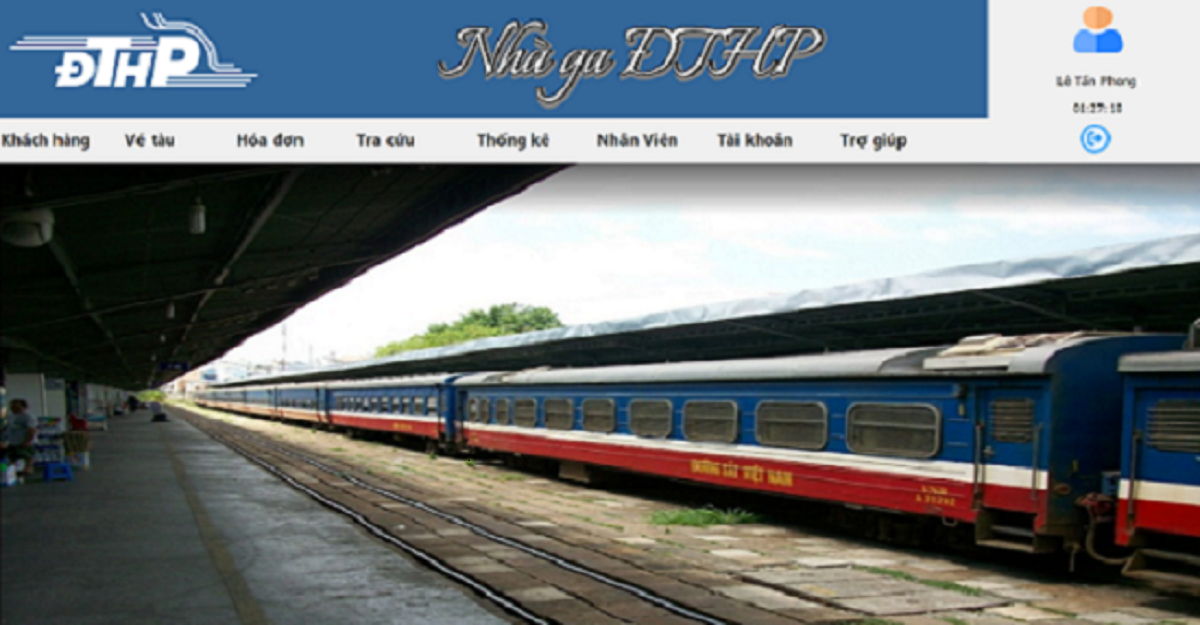 ĐTHP
Nhà ga ĐTHP
Lê Tấn Phong
01:27:18
Khách hàng Vé tàu Hóa đơn Tra cứu Thống kê Nhân Viên Tài khoản Trợ giúp
ĐƯỜNG SẮT VIỆT NAM